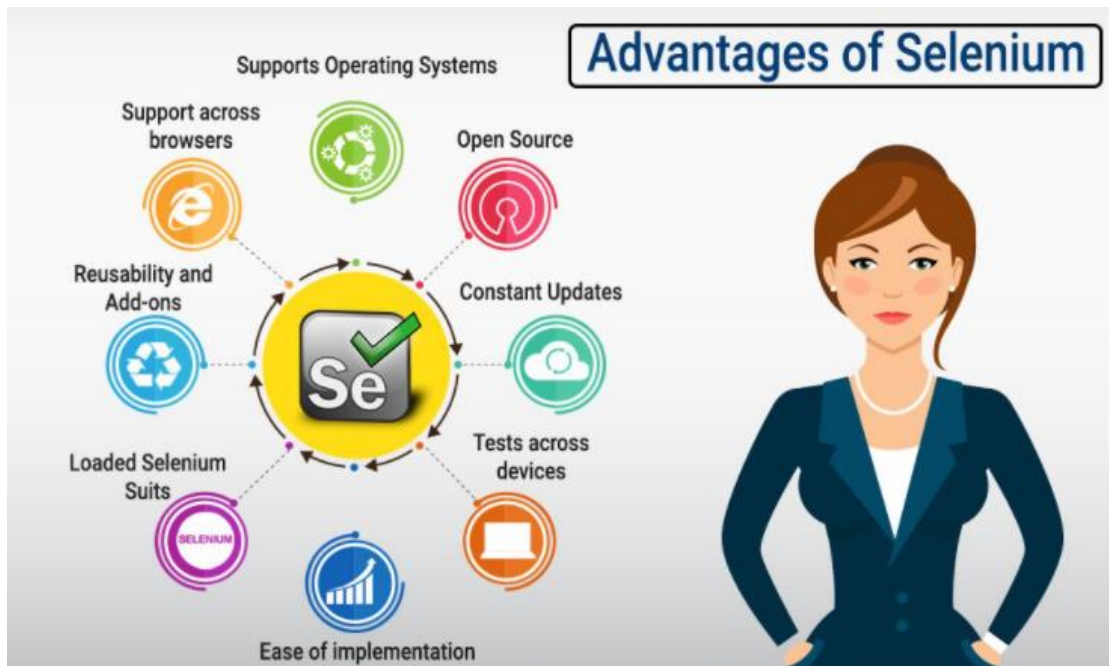 Advantages of Selenium
Supports Operating Systems
Support across
browsers
Open Source
Reusability and
Add-ons
Constant Updates
Se
Tests across
devices
Loaded Selenium
Suits
SELENIUM
Ease of implementation